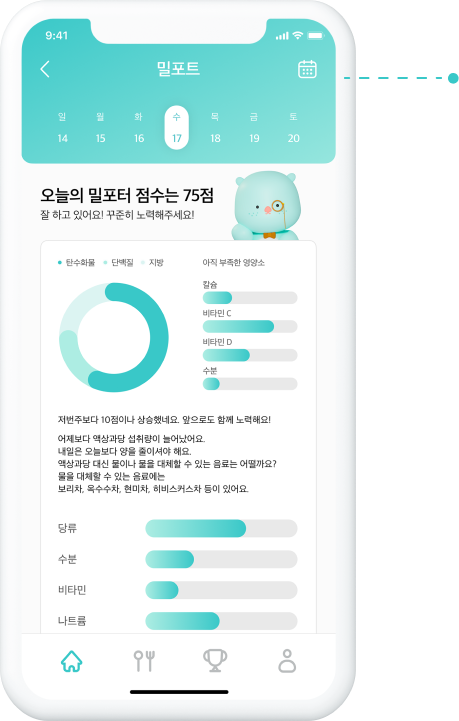 9:41
밀포트
일 월 화 수 목 금 토
14 15 16 17 18 19 20
오늘의 밀포터 점수는 75점
잘 하고 있어요! 꾸준히 노력해주세요!
탄수화물 단백질 지방
아직 부족한 영양소
칼슘
비타민 C
비타민 D
수분
저번주보다 10점이나 상승했네요. 앞으로도 함께 노력해요!
어제보다 액상과당 섭취량이 늘어났어요.
내일은 오늘보다 양을 줄이셔야 해요.
액상과당 대신 물이나 물을 대체할 수 있는 음료는 어떨까요?
물을 대체할 수 있는 음료에는
보리차, 옥수수차, 현미차, 히비스커스차 등이 있어요.
당류
수분
비타민
나트륨